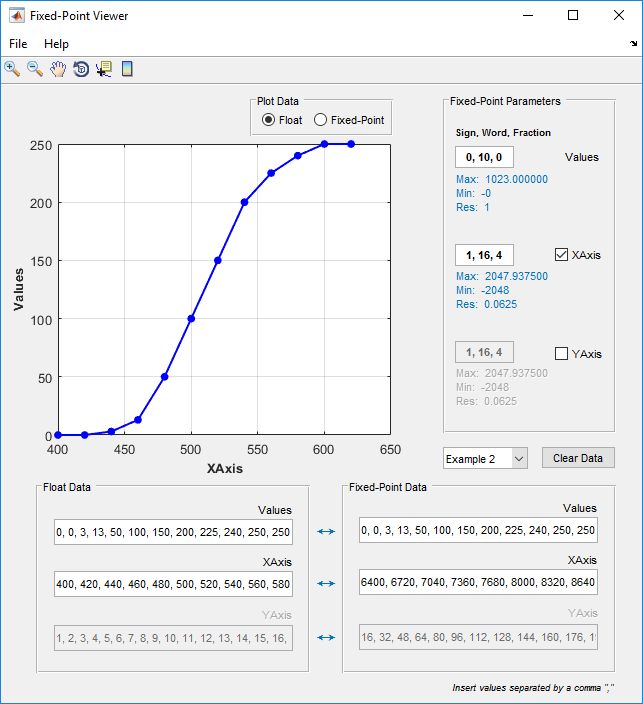 Fixed-Point Viewer
File Help
Plot Data
Float Fixed-Point
250
200
150
100
50
0
400 450 500 550 600 650
Values
XAxis
Fixed-Point Parameters
Sign, Word, Fraction
0, 10, 0 Values
Max: 1023.000000
Min: -0
Res: 1
1, 16, 4 XAxis
Max: 2047.937500
Min: -2048
Res: 0.0625
1, 16, 4 YAxis
Max: 2047.937500
Min: -2048
Res: 0.0625
Example 2 Clear Data
Float Data
Values
0, 0, 3, 13, 50, 100, 150, 200, 225, 240, 250, 250
XAxis
400, 420, 440, 460, 480, 500, 520, 540, 560, 580
YAxis
1, 2, 3, 4, 5, 6, 7, 8, 9, 10, 11, 12, 13, 14, 15, 16,
Fixed-Point Data
Values
0, 0, 3, 13, 50, 100, 150, 200, 225, 240, 250, 250
XAxis
6400, 6720, 7040, 7360, 7680, 8000, 8320, 8640
YAxis
16, 32, 48, 64, 80, 96, 112, 128, 144, 160, 176,
Insert values separated by a comma ","